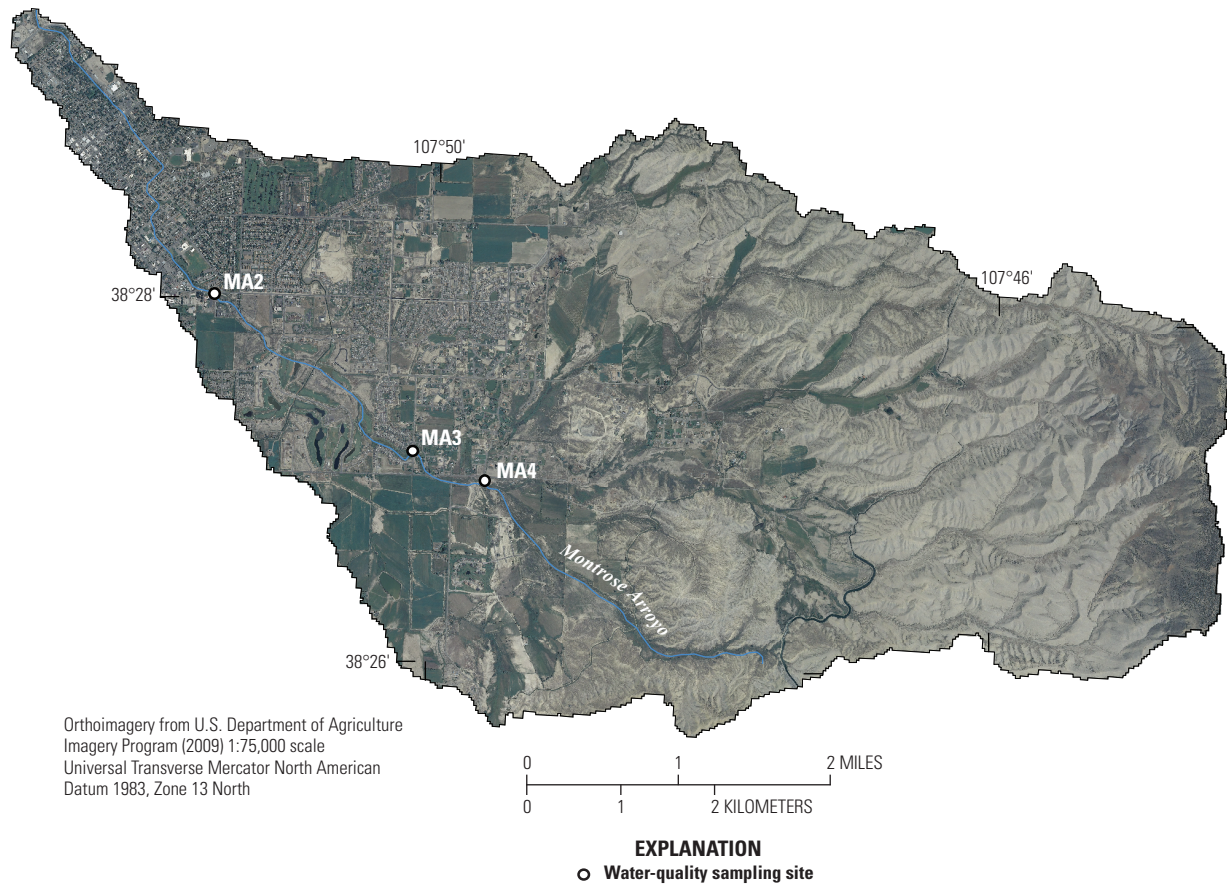 107°50'
107°46'
MA2
38°28'
MA3
MA4
Montrose Arroyo
38°26'
Orthoimagery from U.S. Department of Agriculture
Imagery Program (2009) 1:75,000 scale
Universal Transverse Mercator North American
Datum 1983, Zone 13 North
0 1 2 MILES
0 1 2 KILOMETERS
EXPLANATION
Water-quality sampling site